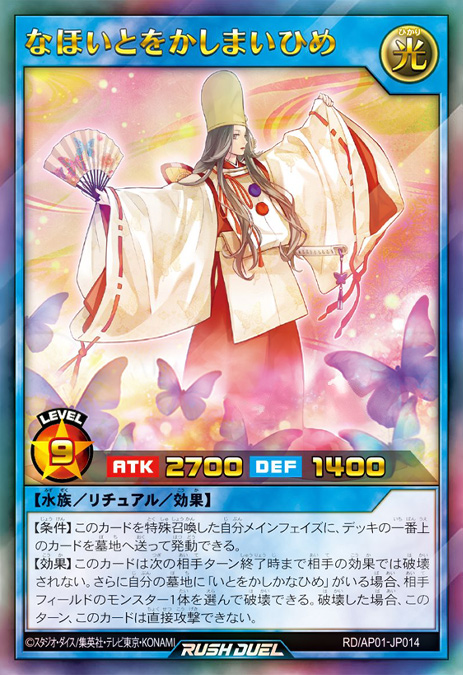 なほいとをかしまいひめ
ひかり
光
LEVEL
9
ATK 2700 DEF 1400
【水族／リチュアル／効果】
【条件】このカードを特殊召喚した自分メインフェイズに、デッキの一番上
のカードを墓地へ送って発動できる。
【効果】このカードは次の相手ターン終了時まで相手の効果では破壊
されない。さらに自分の墓地に「いとをかしかなひめ」がいる場合、相手
フィールドのモンスター1体を選んで破壊できる。破壊した場合、この
ターン、このカードは直接攻撃できない。
©スタジオ・ダイス/集英社・テレビ東京・KONAMI
RUSH DUEL
RD/AP01-JP014